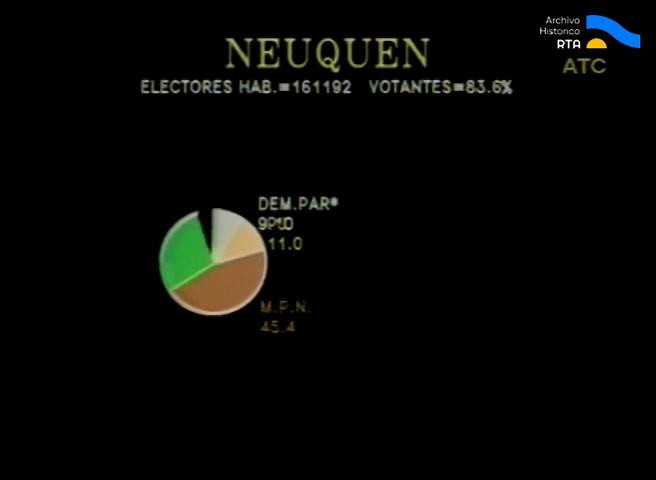 Archivo
Historico
RTA
ATC
NEUQUEN
ELECTORES HAB.=161192 VOTANTES=83.6%
DEM.PAR*
11.0
M.P.N.
45.4